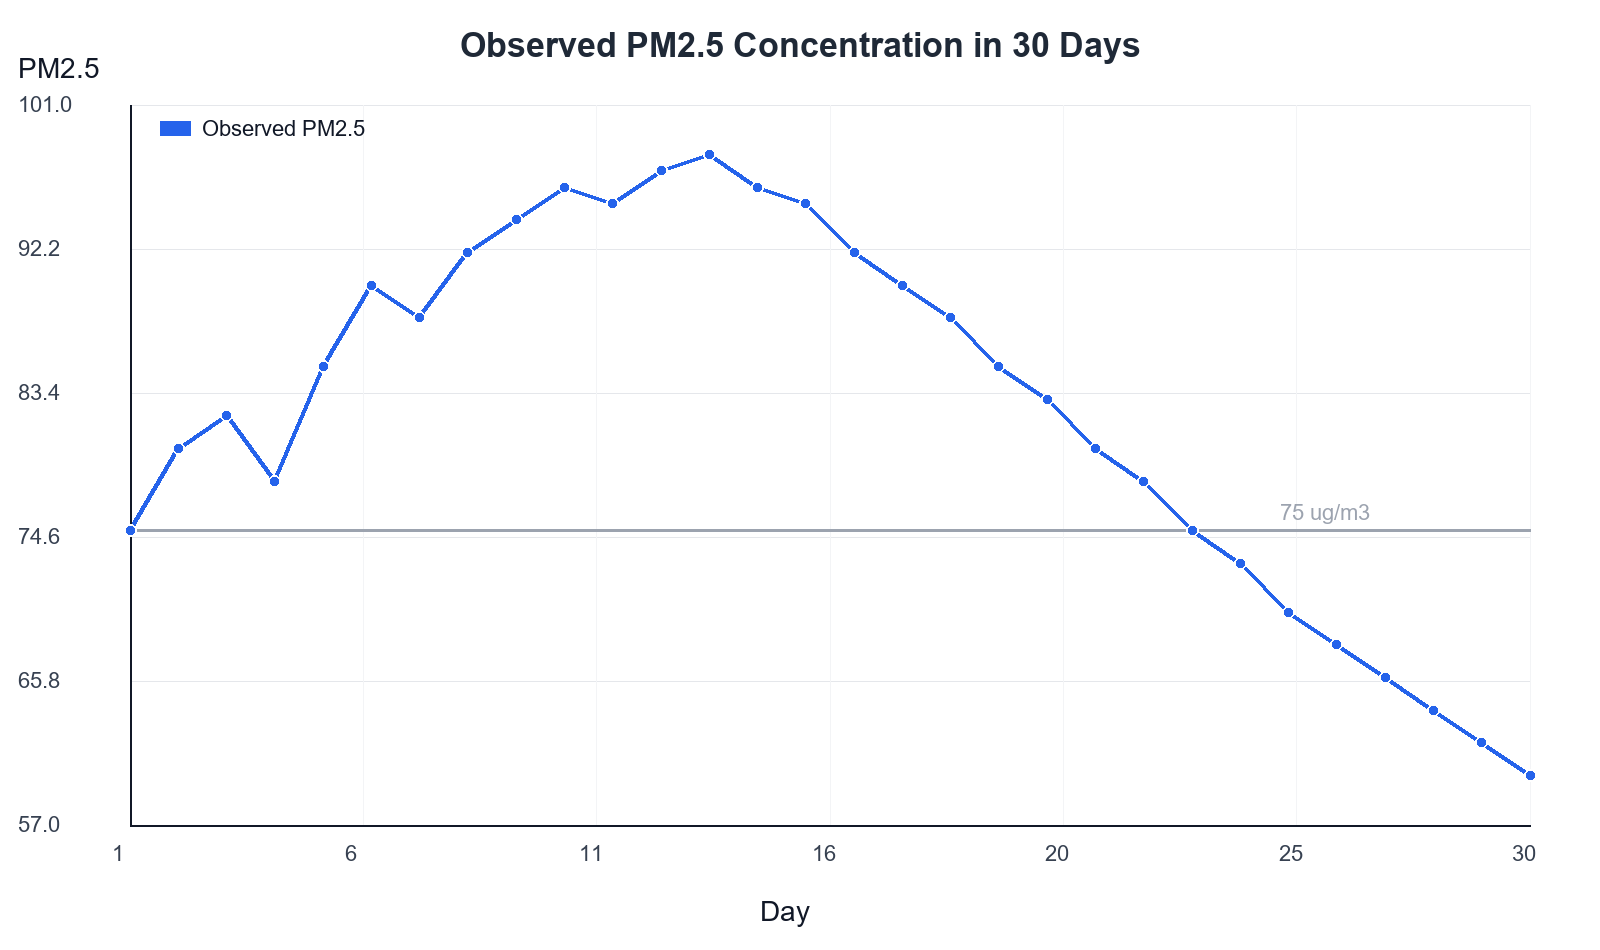 Observed PM2.5 Concentration in 30 Days
PM2.5
101.0
Observed PM2.5
92.2
83.4
75 ug/m3
74.6
65.8
57.0
1 6 11 16 20 25 30
Day